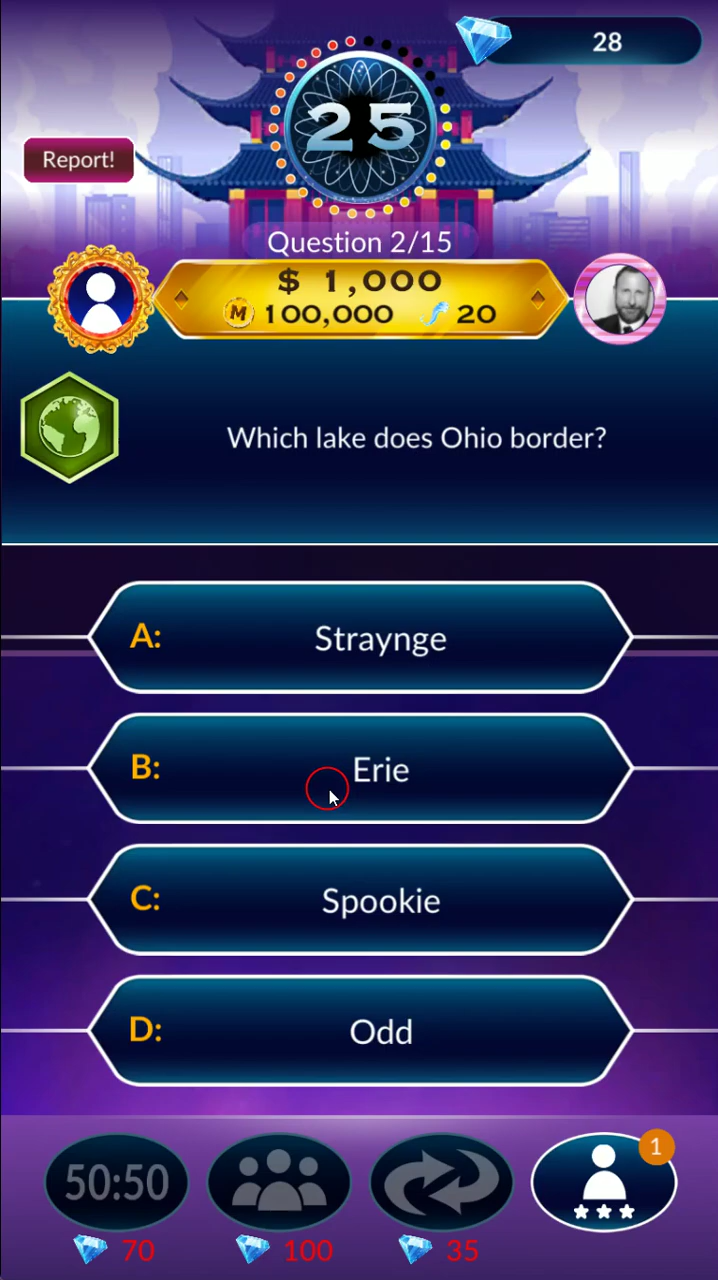 28
25
Report!
Question 2/15
$ 1,000
M 100,000 20
Which lake does Ohio border?
A: Straynge
B: Erie
C: Spookie
D: Odd
1
50:50
70 100 35